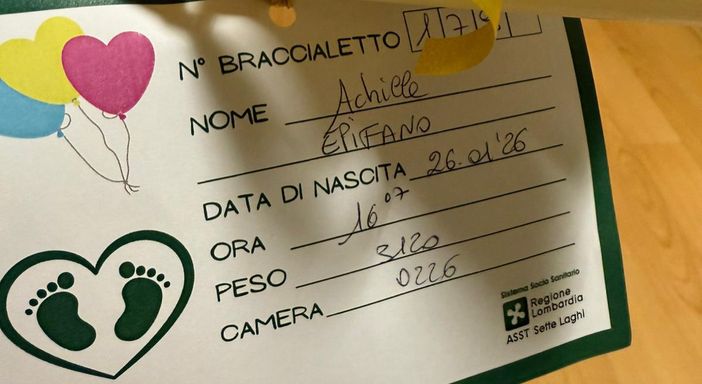 N° BRACCIALETTO 1 7 9
NOME Achille
EPIFANO
DATA DI NASCITA 26.01'26
ORA 16 07
PESO 3120
CAMERA 0226
Sistema Socio Sanitario
Regione
Lombardia
ASST Sette Laghi